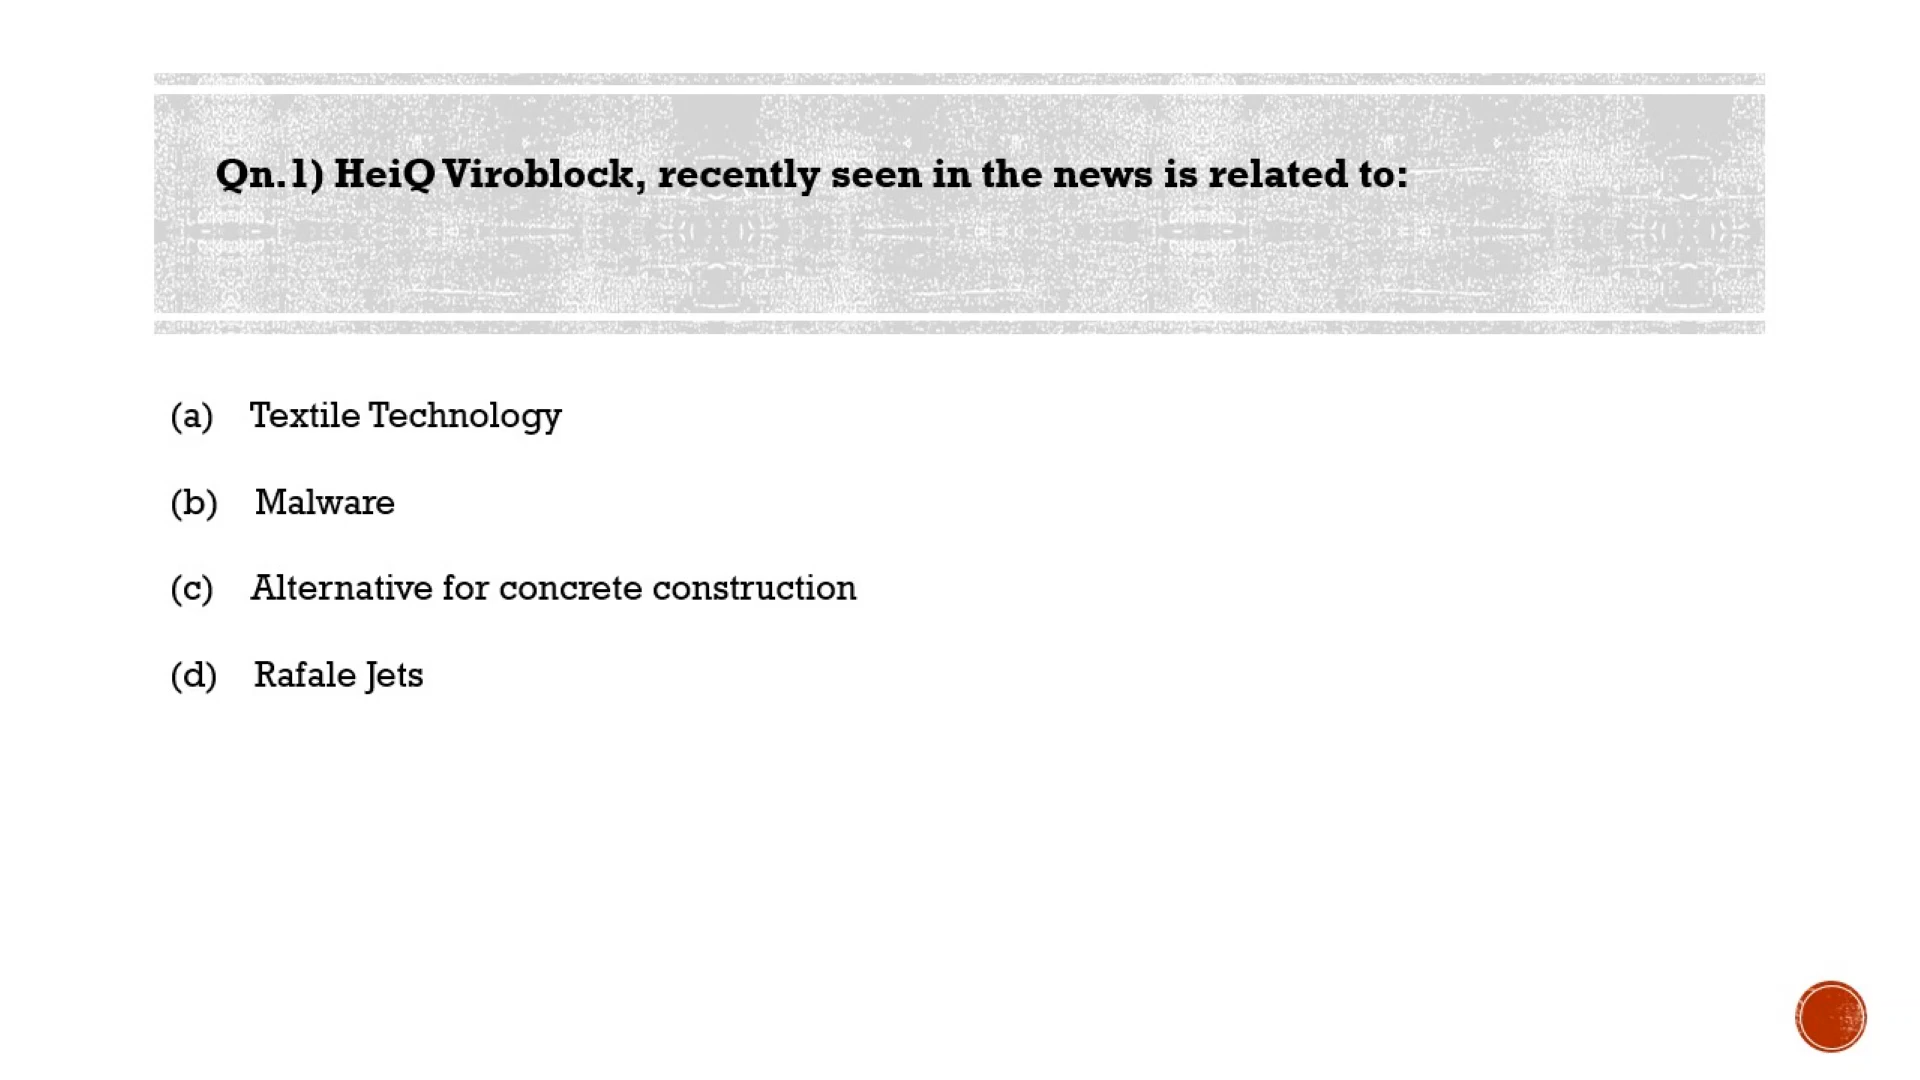 Qn.1) HeiQ Viroblock, recently seen in the news is related to:
(a) Textile Technology
(b) Malware
(c) Alternative for concrete construction
(d) Rafale Jets